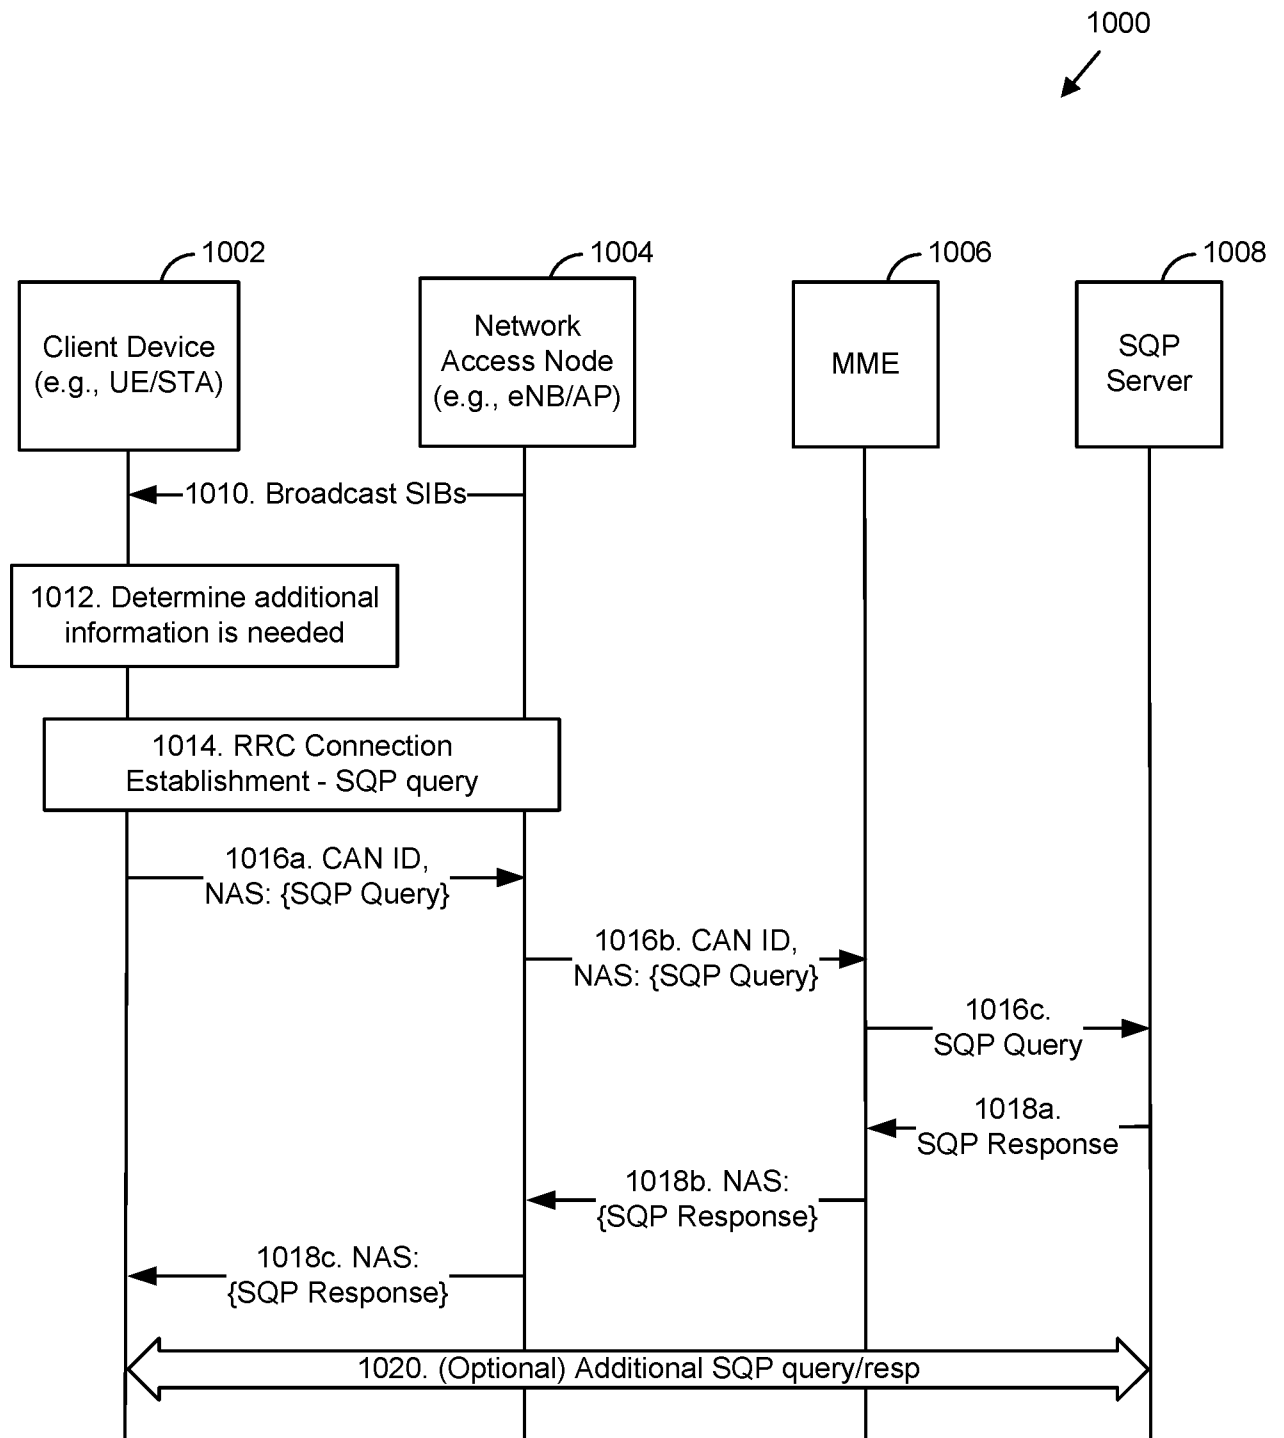 1000
1002
1004
1006
1008
Client Device
(e.g., UE/STA)
Network
Access Node
(e.g., eNB/AP)
MME
SQP
Server
1010. Broadcast SIBs
1012. Determine additional
information is needed
1014. RRC Connection
Establishment - SQP query
1016a. CAN ID,
NAS: {SQP Query}
1016b. CAN ID,
NAS: {SQP Query}
1016c.
SQP Query
1018a.
SQP Response
1018b. NAS:
{SQP Response}
1018c. NAS:
{SQP Response}
1020. (Optional) Additional SQP query/resp